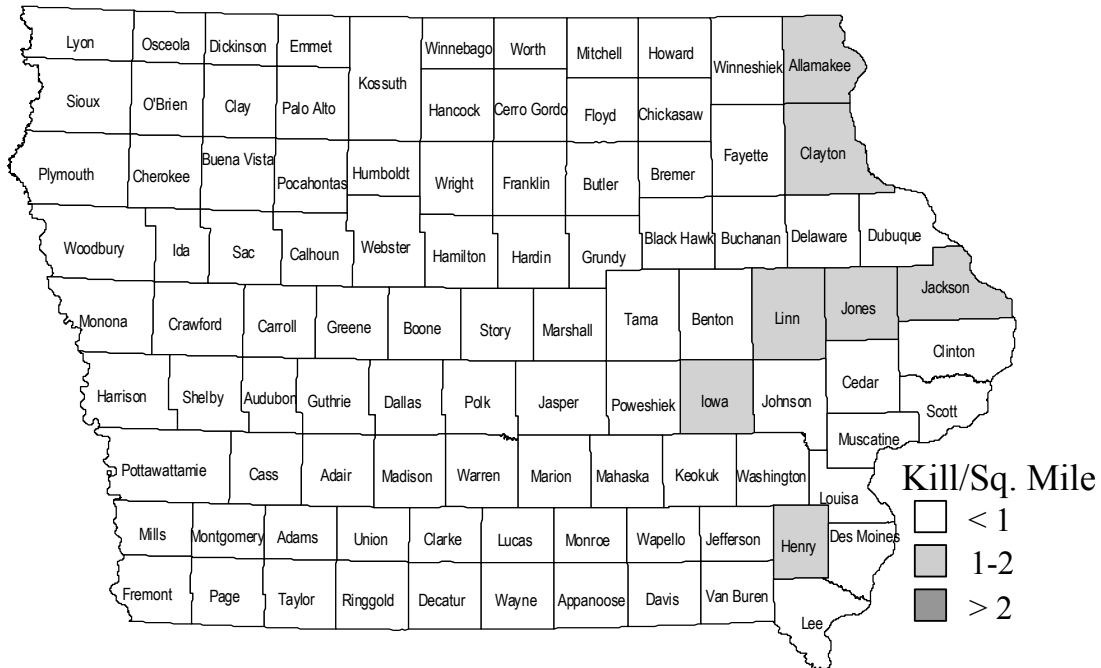 Lyon Osceola Dickinson Emmet Winnebago Worth Mitchell Howard
Kossuth Winneshiek Allamakee
Sioux O'Brien Clay Palo Alto Hancock Cerro Gordo Floyd Chickasaw
Plymouth Cherokee Buena Vista Pocahontas Humboldt Wright Franklin Butler Bremer Fayette Clayton
Woodbury Ida Sac Calhoun Webster Hamilton Hardin Grundy Black Hawk Buchanan Delaware Dubuque
Monona Crawford Carroll Greene Boone Story Marshall Tama Benton Linn Jones Jackson
Clinton
Harrison Shelby Audubon Guthrie Dallas Polk Jasper Poweshiek Iowa Johnson Cedar Scott
Muscatine
Pottawattamie Cass Adair Madison Warren Marion Mahaska Keokuk Washington Louisa
Mills Montgomery Adams Union Clarke Lucas Monroe Wapello Jefferson Henry Des Moines
Fremont Page Taylor Ringgold Decatur Wayne Appanoose Davis Van Buren Lee
Kill/Sq. Mile
< 1
1-2
> 2